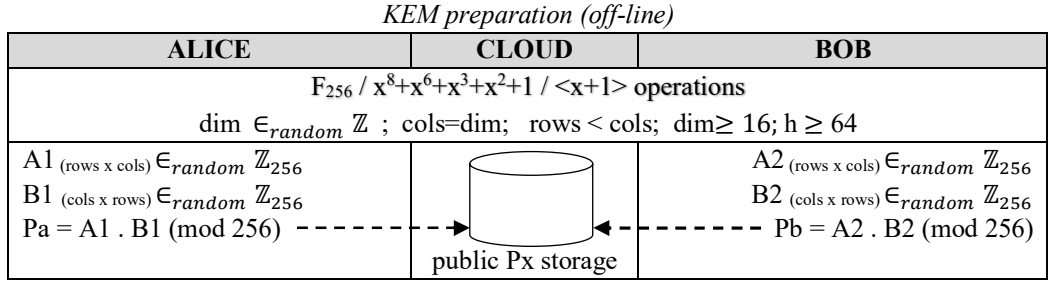 KEM preparation (off-line)
ALICE CLOUD BOB
F₂₅₆ / x⁸+x⁶+x³+x²+1 / <x+1> operations
dim ∈random ℤ ; cols=dim; rows < cols; dim≥ 16; h ≥ 64
A1 (rows x cols) ∈random ℤ₂₅₆
B1 (cols x rows) ∈random ℤ₂₅₆
Pa = A1 . B1 (mod 256)
public Px storage
A2 (rows x cols) ∈random ℤ₂₅₆
B2 (cols x rows) ∈random ℤ₂₅₆
Pb = A2 . B2 (mod 256)